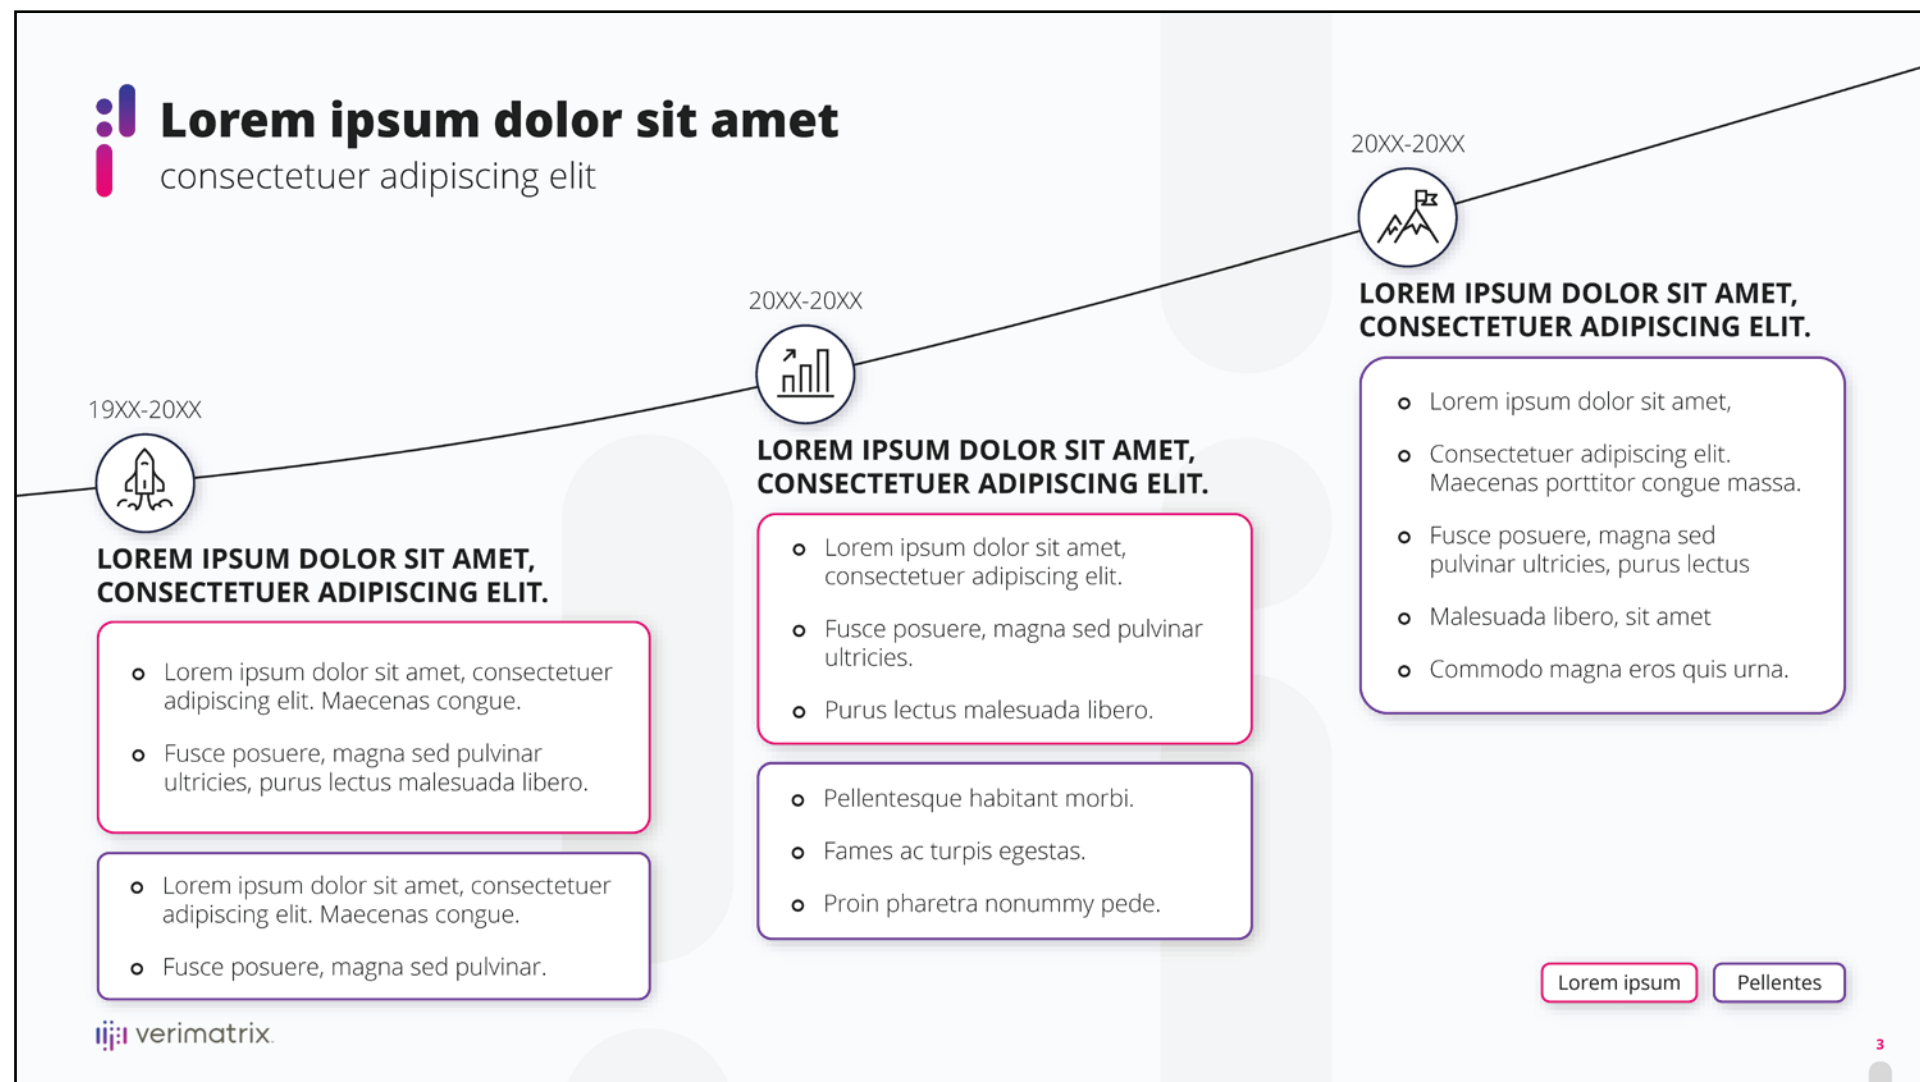 Lorem ipsum dolor sit amet
consectetuer adipiscing elit
19XX-20XX
LOREM IPSUM DOLOR SIT AMET,
CONSECTETUER ADIPISCING ELIT.
Lorem ipsum dolor sit amet, consectetuer
adipiscing elit. Maecenas congue.
Fusce posuere, magna sed pulvinar
ultricies, purus lectus malesuada libero.
Lorem ipsum dolor sit amet, consectetuer
adipiscing elit. Maecenas congue.
Fusce posuere, magna sed pulvinar.
20XX-20XX
LOREM IPSUM DOLOR SIT AMET,
CONSECTETUER ADIPISCING ELIT.
Lorem ipsum dolor sit amet,
consectetuer adipiscing elit.
Fusce posuere, magna sed pulvinar
ultricies.
Purus lectus malesuada libero.
Pellentesque habitant morbi.
Fames ac turpis egestas.
Proin pharetra nonummy pede.
20XX-20XX
LOREM IPSUM DOLOR SIT AMET,
CONSECTETUER ADIPISCING ELIT.
Lorem ipsum dolor sit amet,
Consectetuer adipiscing elit.
Maecenas porttitor congue massa.
Fusce posuere, magna sed
pulvinar ultricies, purus lectus
Malesuada libero, sit amet
Commodo magna eros quis urna.
Lorem ipsum
Pellentes
verimatrix.
3